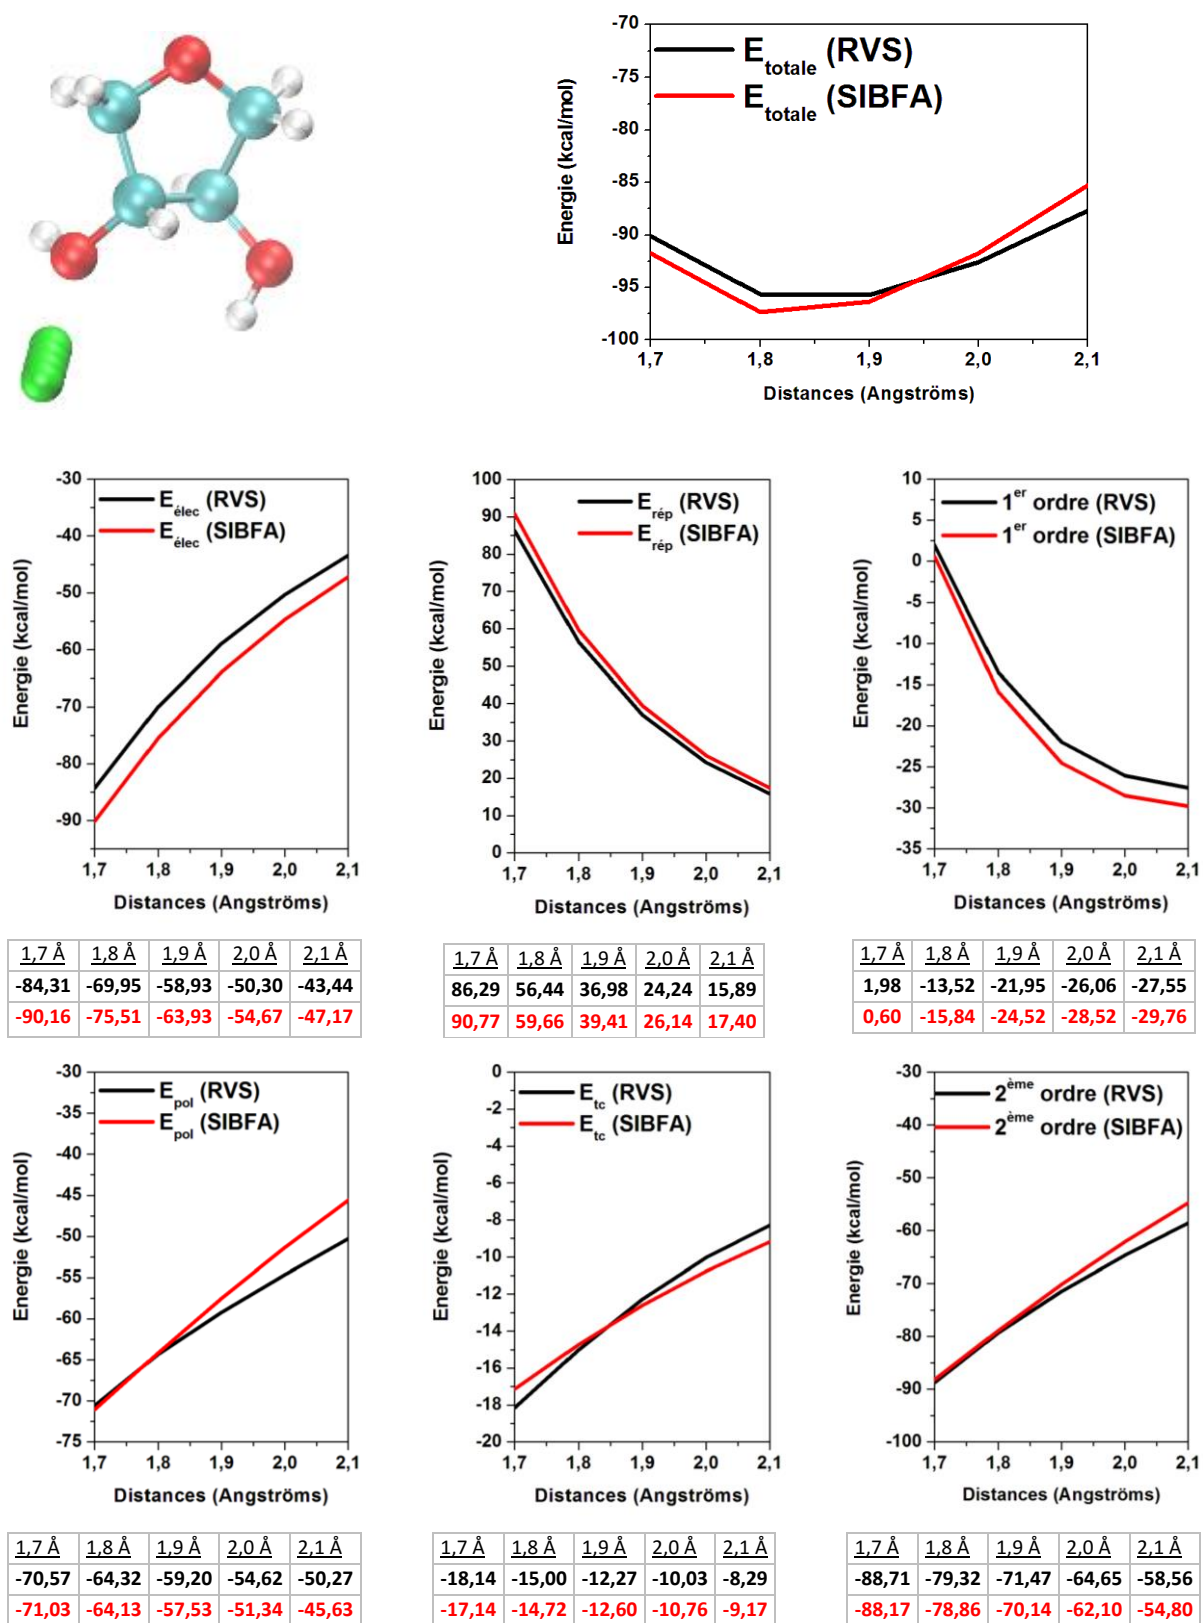 E totale (RVS)
E totale (SIBFA)
Energie (kcal/mol)
-70
-75
-80
-85
-90
-95
-100
1,7 1,8 1,9 2,0 2,1
Distances (Angströms)
E élec (RVS)
E élec (SIBFA)
Energie (kcal/mol)
-30
-40
-50
-60
-70
-80
-90
1,7 1,8 1,9 2,0 2,1
Distances (Angströms)
E rép (RVS)
E rép (SIBFA)
Energie (kcal/mol)
100
90
80
70
60
50
40
30
20
10
0
1,7 1,8 1,9 2,0 2,1
Distances (Angströms)
1er ordre (RVS)
1er ordre (SIBFA)
Energie (kcal/mol)
10
5
0
-5
-10
-15
-20
-25
-30
-35
1,7 1,8 1,9 2,0 2,1
Distances (Angströms)
1,7 Å 1,8 Å 1,9 Å 2,0 Å 2,1 Å
-84,31 -69,95 -58,93 -50,30 -43,44
-90,16 -75,51 -63,93 -54,67 -47,17
1,7 Å 1,8 Å 1,9 Å 2,0 Å 2,1 Å
86,29 56,44 36,98 24,24 15,89
90,77 59,66 39,41 26,14 17,40
1,7 Å 1,8 Å 1,9 Å 2,0 Å 2,1 Å
1,98 -13,52 -21,95 -26,06 -27,55
0,60 -15,84 -24,52 -28,52 -29,76
E pol (RVS)
E pol (SIBFA)
Energie (kcal/mol)
-30
-35
-40
-45
-50
-55
-60
-65
-70
-75
1,7 1,8 1,9 2,0 2,1
Distances (Angströms)
E tc (RVS)
E tc (SIBFA)
Energie (kcal/mol)
0
-2
-4
-6
-8
-10
-12
-14
-16
-18
-20
1,7 1,8 1,9 2,0 2,1
Distances (Angströms)
2ème ordre (RVS)
2ème ordre (SIBFA)
Energie (kcal/mol)
-30
-40
-50
-60
-70
-80
-90
-100
1,7 1,8 1,9 2,0 2,1
Distances (Angströms)
1,7 Å 1,8 Å 1,9 Å 2,0 Å 2,1 Å
-70,57 -64,32 -59,20 -54,62 -50,27
-71,03 -64,13 -57,53 -51,34 -45,63
1,7 Å 1,8 Å 1,9 Å 2,0 Å 2,1 Å
-18,14 -15,00 -12,27 -10,03 -8,29
-17,14 -14,72 -12,60 -10,76 -9,17
1,7 Å 1,8 Å 1,9 Å 2,0 Å 2,1 Å
-88,71 -79,32 -71,47 -64,65 -58,56
-88,17 -78,86 -70,14 -62,10 -54,80